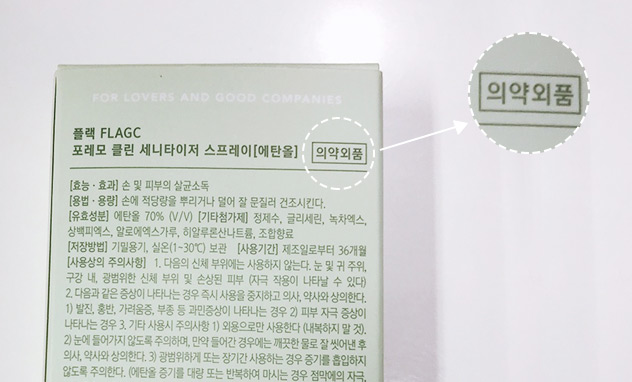 FOR LOVERS AND GOOD COMPANIES
플랙 FLAGC
포레모 클린 세니타이저 스프레이[에탄올] 의약외품
의약외품
[효능·효과] 손 및 피부의 살균소독
[용법·용량] 손에 적당량을 뿌리거나 덜어 잘 문질러 건조시킨다.
[유효성분] 에탄올 70% (V/V) [기타첨가제] 정제수, 글리세린, 녹차엑스,
상백피엑스, 알로에엑스가루, 히알루론산나트륨, 조합향료
[저장방법] 기밀용기, 실온(1~30℃) 보관 [사용기간] 제조일로부터 36개월
[사용상의 주의사항] 1. 다음의 신체 부위에는 사용하지 않는다. 눈 및 귀 주위,
구강 내, 광범위한 신체 부위 및 손상된 피부 (자극 작용이 나타날 수 있다)
2. 다음과 같은 증상이 나타나는 경우 즉시 사용을 중지하고 의사, 약사와 상의한다.
1) 발진, 홍반, 가려움증, 부종 등 과민증상이 나타나는 경우 2) 피부 자극 증상이
나타나는 경우 3. 기타 사용시 주의사항 1) 외용으로만 사용한다 (내복하지 말 것).
2) 눈에 들어가지 않도록 주의하며, 만약 들어간 경우에는 깨끗한 물로 잘 씻어낸 후
의사, 약사와 상의한다. 3) 광범위하게 또는 장기간 사용하는 경우 증기를 흡입하지
않도록 주의한다. (에탄올 증기를 대량 또는 반복하여 마시는 경우 점막에의 자극,